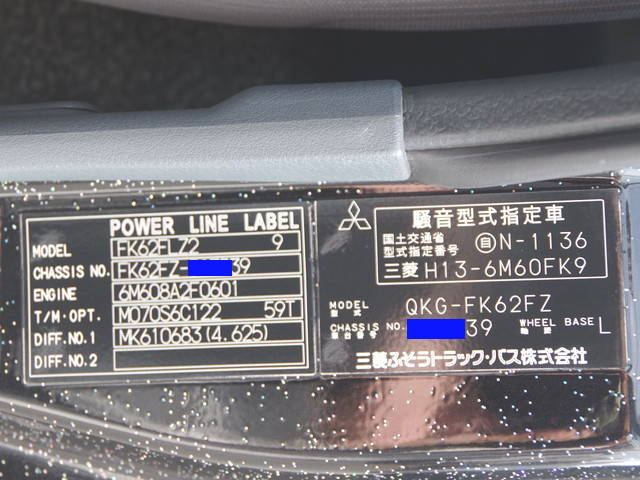 POWER LINE LABEL
MODEL FK62FLZ2 9
CHASSIS NO. FK62FZ- 39
ENGINE 6M608A2F0601
T/M·OPT. M070S6C122 59T
DIFF.NO.1 MK610683(4.625)
DIFF.NO.2
騒音型式指定車
国土交通省
型式指定番号 自N-1136
三菱 H13-6M60FK9
MODEL QKG-FK62FZ
型式
CHASSIS NO. 39 WHEEL BASE L
車台番号 軸距
三菱ふそうトラック・バス株式会社